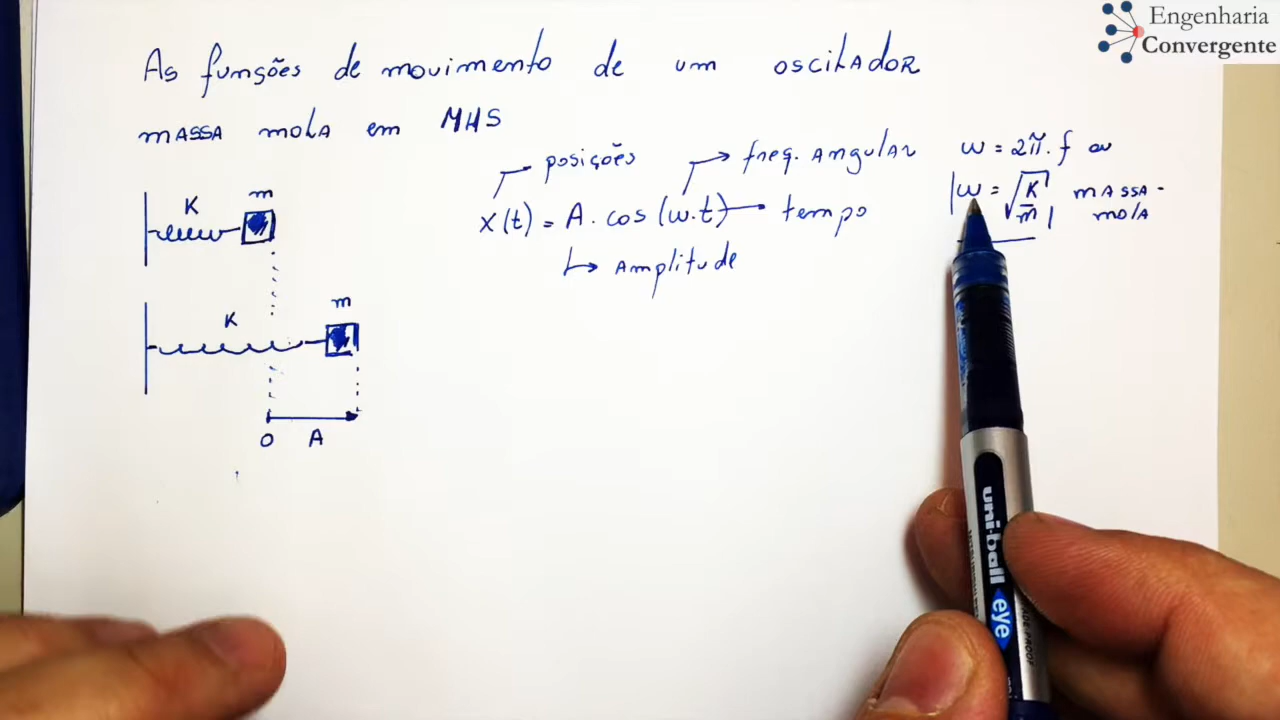 Engenharia
Convergente
As funções de movimento de um oscilador
massa mola em MHS
posições
freq. angular
w = 2π.f ou
x(t) = A. cos (w.t)
tempo
w = √K/m massa-
mola
Amplitude
K m
K m
0 A
uni-ball
eye